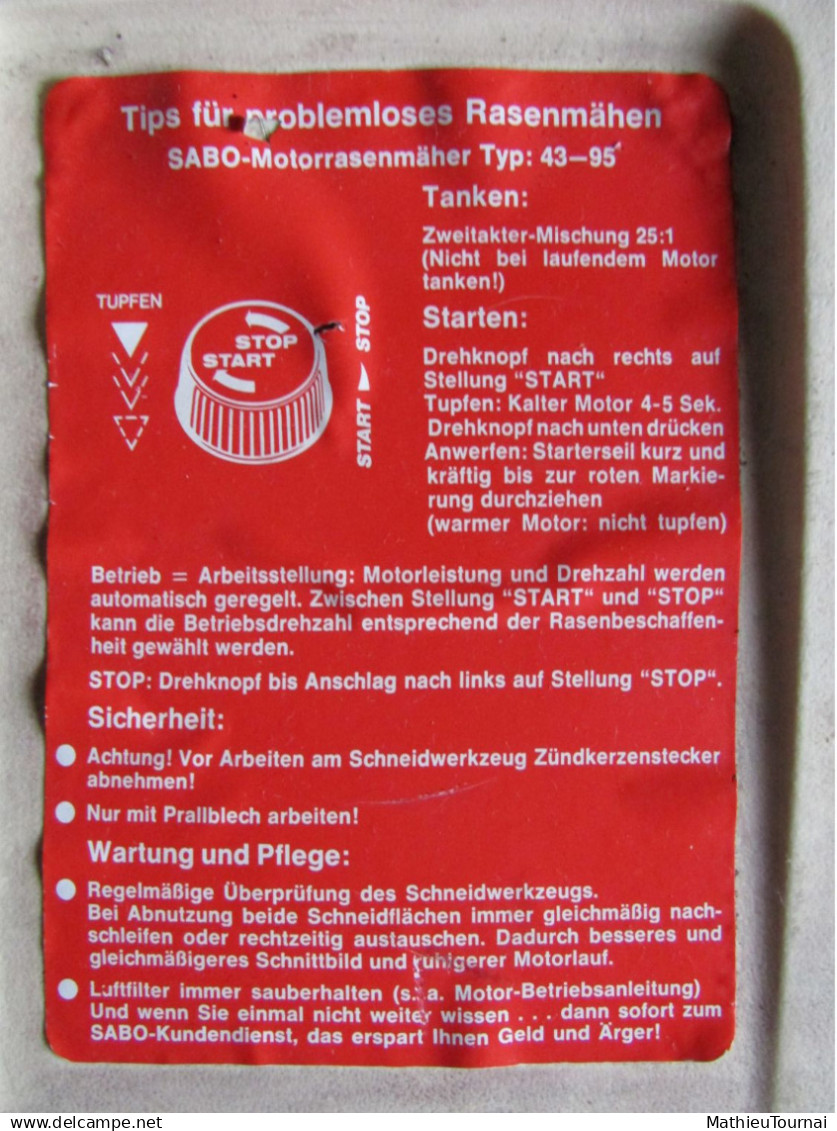 Tips für problemloses Rasenmähen
SABO-Motorrasenmäher Typ: 43—95
Tanken:
Zweitakter-Mischung 25:1
(Nicht bei laufendem Motor
tanken!)
TUPFEN
STOP
START
START ► STOP
Starten:
Drehknopf nach rechts auf
Stellung “START“
Tupfen: Kalter Motor 4-5 Sek.
Drehknopf nach unten drücken
Anwerfen: Starterseil kurz und
kräftig bis zur roten Markie-
rung durchziehen
(warmer Motor: nicht tupfen)
Betrieb = Arbeitsstellung: Motorleistung und Drehzahl werden
automatisch geregelt. Zwischen Stellung “START“ und “STOP“
kann die Betriebsdrehzahl entsprechend der Rasenbeschaffen-
heit gewählt werden.
STOP: Drehknopf bis Anschlag nach links auf Stellung “STOP“.
Sicherheit:
● Achtung! Vor Arbeiten am Schneidwerkzeug Zündkerzenstecker
abnehmen!
● Nur mit Prallblech arbeiten!
Wartung und Pflege:
● Regelmäßige Überprüfung des Schneidwerkzeugs.
Bei Abnutzung beide Schneidflächen immer gleichmäßig nach-
schleifen oder rechtzeitig austauschen. Dadurch besseres und
gleichmäßigeres Schnittbild und ruhigerer Motorlauf.
● Luftfilter immer sauberhalten (s. a. Motor-Betriebsanleitung)
Und wenn Sie einmal nicht weiter wissen . . . dann sofort zum
SABO-Kundendienst, das erspart Ihnen Geld und Ärger!
MathieuTournai